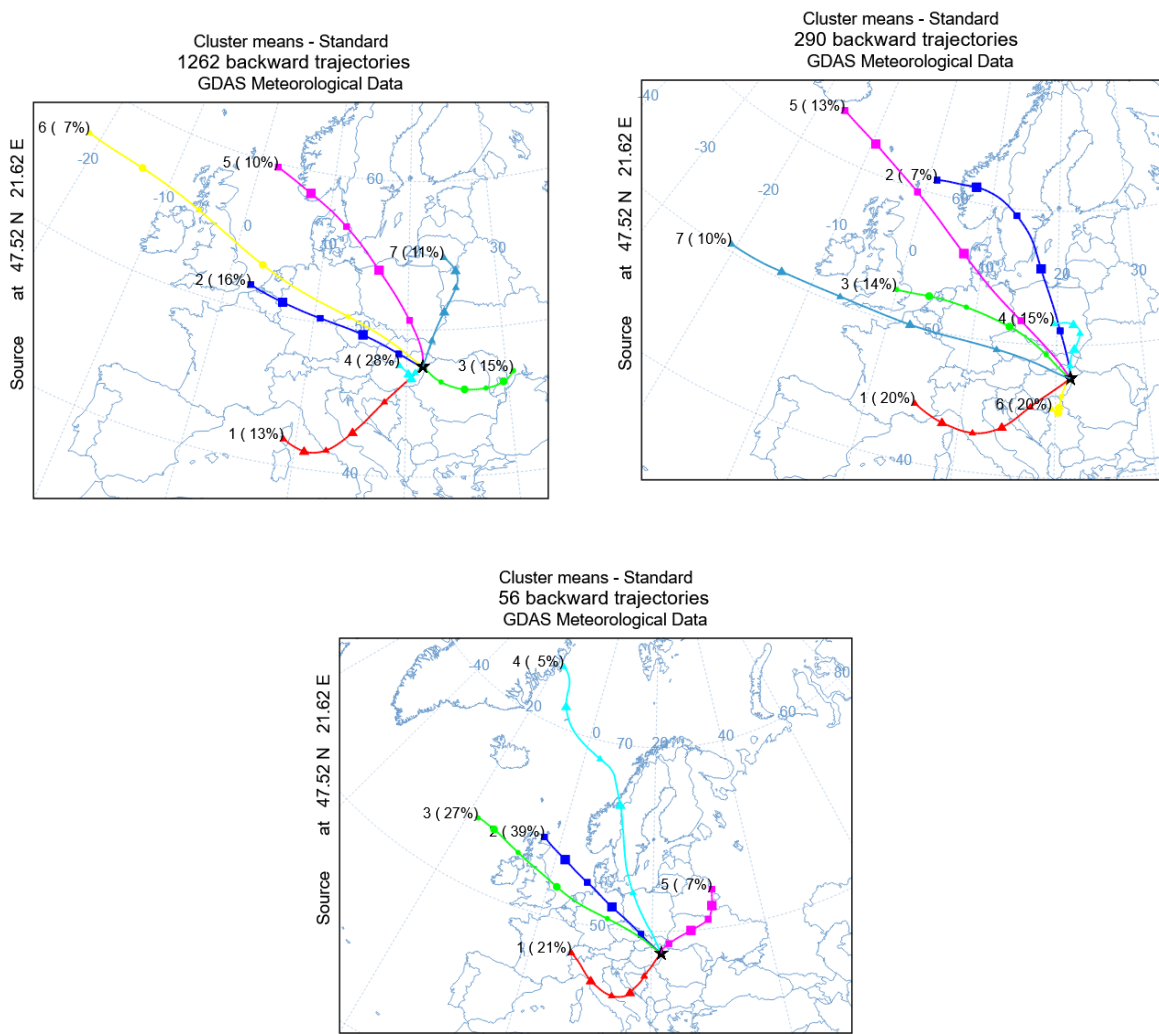 Cluster means - Standard
1262 backward trajectories
GDAS Meteorological Data
Source at 47.52 N 21.62 E
6 ( 7%)
-20
5 ( 10%)
60
-10
0
10
7 ( 11%)
30
2 ( 16%)
50
4 ( 28%)
3 ( 15%)
1 ( 13%)
40
Cluster means - Standard
290 backward trajectories
GDAS Meteorological Data
Source at 47.52 N 21.62 E
-40
5 ( 13%)
-30
2 ( 7%)
-20
60
-10
7 ( 10%)
0
10
20
30
3 ( 14%)
4 ( 15%)
50
1 ( 20%)
6 ( 20%)
40
Cluster means - Standard
56 backward trajectories
GDAS Meteorological Data
Source at 47.52 N 21.62 E
-40
4 ( 5%)
80
-20
60
0
70
20
40
3 ( 27%)
2 ( 39%)
5 ( 7%)
50
1 ( 21%)